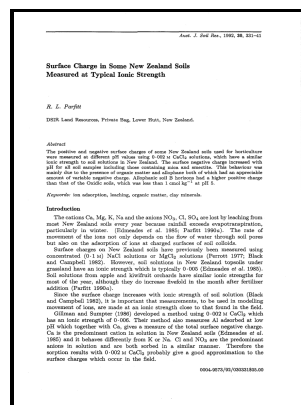 Aust. J. Soil Res., 1992, 30, 331-41
Surface Charge in Some New Zealand Soils
Measured at Typical Ionic Strength
R. L. Parfitt
DSIR Land Resources, Private Bag, Lower Hutt, New Zealand.
Abstract
The positive and negative surface charges of some New Zealand soils used for horticulture
were measured at different pH values using 0·002 M CaCl₂ solutions, which have a similar
ionic strength to soil solutions in New Zealand. The surface negative charge increased with
pH for all soil samples including those containing mica and smectite. This behaviour was
mainly due to the presence of organic matter and allophane both of which had an appreciable
amount of variable negative charge. Allophanic soil B horizons had a higher positive charge
than that of the Oxidic soils, which was less than 1 cmol kg⁻¹ at pH 5.
Keywords: ion adsorption, leaching, organic matter, clay minerals.
Introduction
The cations Ca, Mg, K, Na and the anions NO₃, Cl, SO₄ are lost by leaching from
most New Zealand soils every year because rainfall exceeds evapotranspiration,
particularly in winter. (Edmeades et al. 1985; Parfitt 1990a). The rate of
movement of the ions not only depends on the flow of water through soil pores
but also on the adsorption of ions at charged surfaces of soil colloids.
Surface charges on New Zealand soils have previously been measured using
concentrated (0·1 M) NaCl solutions or MgCl₂ solutions (Perrott 1977; Black
and Campbell 1982). However, soil solutions of New Zealand topsoils under
grassland have an ionic strength which is typically 0·005 (Edmeades et al. 1985).
Soil solutions from apple and kiwifruit orchards have similar ionic strengths for
most of the year, although they do increase fivefold in the month after fertiliser
addition (Parfitt 1990a).
Since the surface charge increases with ionic strength of soil solution (Black
and Campbell 1982), it is important that measurements, to be used in modelling
movement of ions, are made at an ionic strength close to that found in the field.
Gillman and Sumpter (1986) developed a method using 0·002 M CaCl₂ which
has an ionic strength of 0·006. Their method also measures Al adsorbed at low
pH which together with Ca, gives a measure of the total surface negative charge.
Ca is the predominant cation in solution in New Zealand soils (Edmeades et al.
1985) and it behaves differently from K or Na. Cl and NO₃ are the predominant
anions in solution and are both sorbed in a similar manner. Therefore the
sorption results with 0·002 M CaCl₂ probably give a good approximation to the
surface charges which occur in the field.